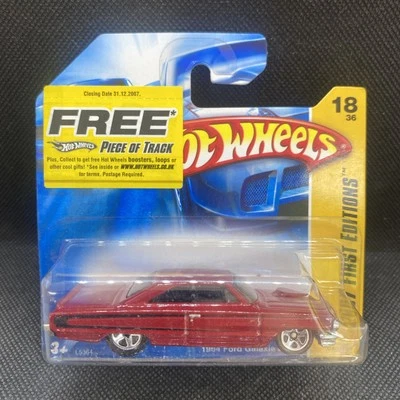 Closing Date 31.12.2007.
FREE*
Hot Wheels PIECE OF TRACK
Plus, Collect to get free Hot Wheels boosters, loops or
other cool gifts! *See inside or WWW.HOTWHEELS.CO.UK
for terms. Postage Required.
HOT WHEELS
18
36
FIRST EDITIONS
3+
1964 Ford Galaxie